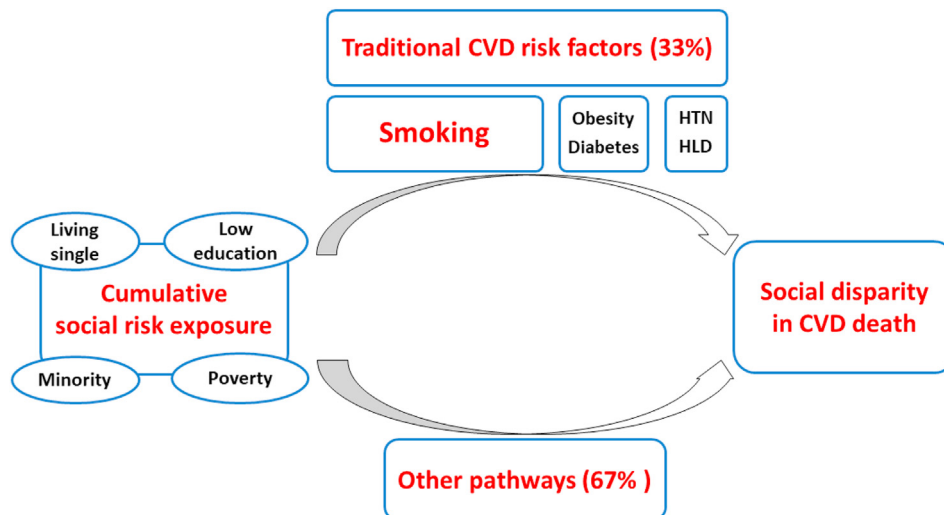 Traditional CVD risk factors (33%)
Smoking
Obesity
Diabetes
HTN
HLD
Living
single
Low
education
Cumulative
social risk exposure
Minority
Poverty
Social disparity
in CVD death
Other pathways (67% )